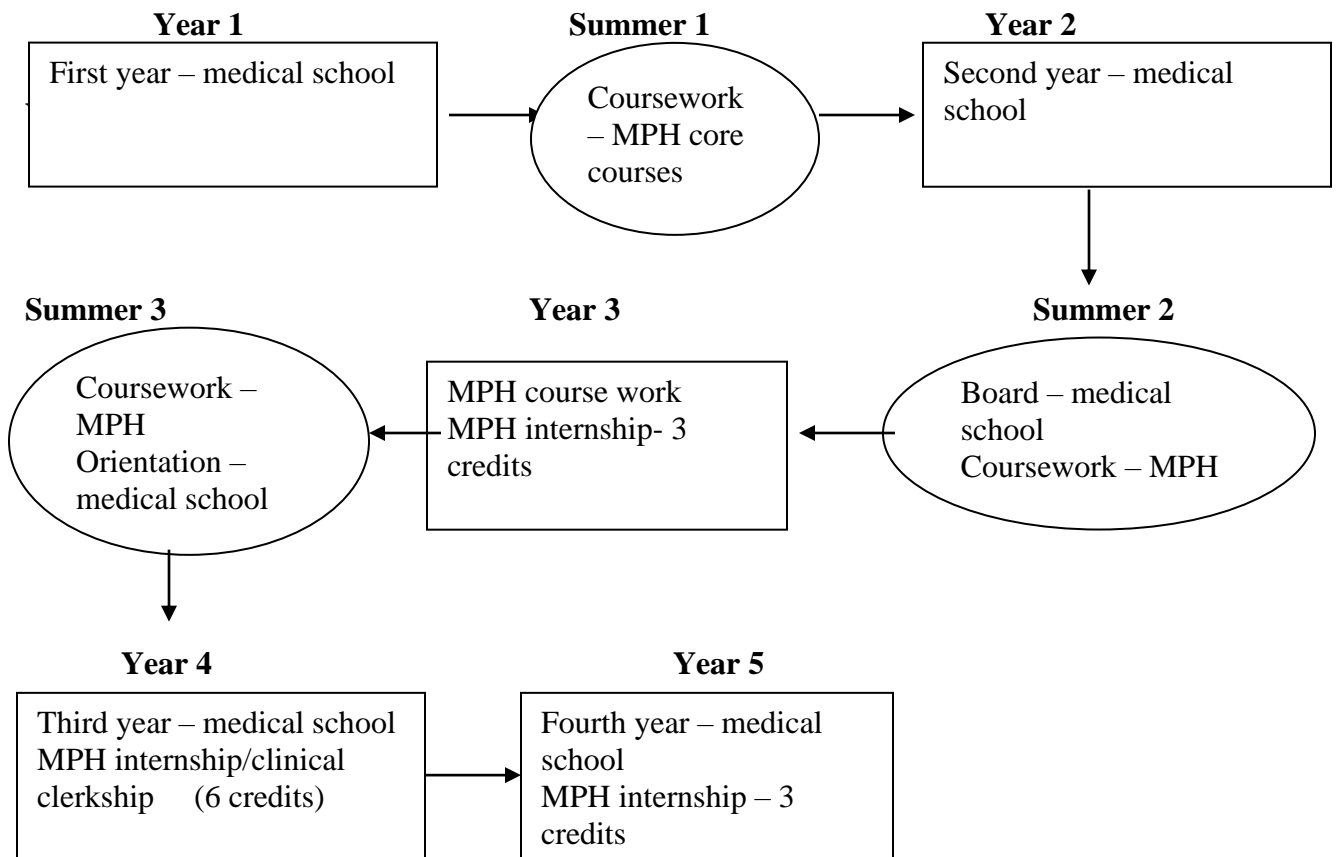 Year 1
First year – medical school
Summer 1
Coursework
– MPH core
courses
Year 2
Second year – medical
school
Summer 2
Board – medical
school
Coursework – MPH
Year 3
MPH course work
MPH internship- 3
credits
Summer 3
Coursework –
MPH
Orientation –
medical school
Year 4
Third year – medical school
MPH internship/clinical
clerkship (6 credits)
Year 5
Fourth year – medical
school
MPH internship – 3
credits